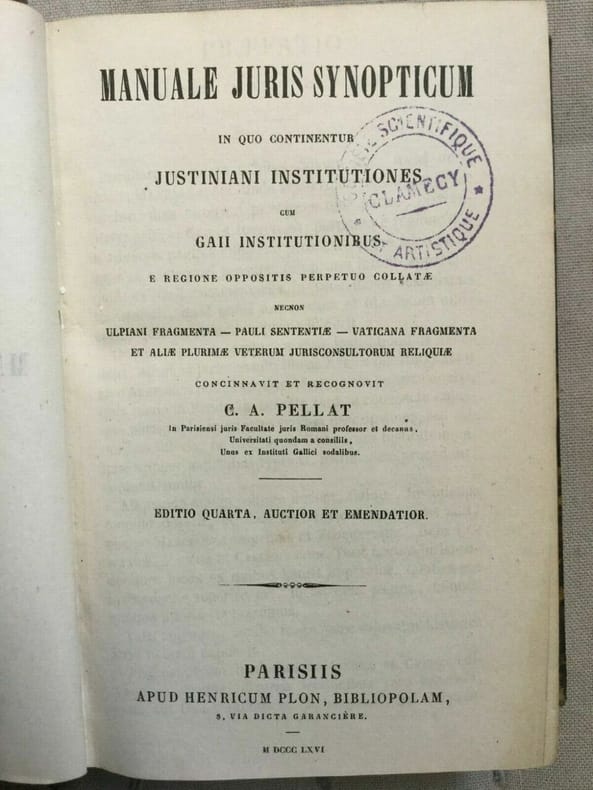 MANUALE JURIS SYNOPTICUM
IN QUO CONTINENTUR
JUSTINIANI INSTITUTIONES
CUM
GAII INSTITUTIONIBUS
E REGIONE OPPOSITIS PERPETUO COLLATÆ
NECNON
ULPIANI FRAGMENTA — PAULI SENTENTIÆ — VATICANA FRAGMENTA
ET ALIÆ PLURIMÆ VETERUM JURISCONSULTORUM RELIQUIÆ
CONCINNAVIT ET RECOGNOVIT
C. A. PELLAT
In Parisiensi juris Facultate juris Romani professor et decanus,
Universitati quondam a consiliis,
Unus ex Instituti Gallici sodalibus.
EDITIO QUARTA, AUCTIOR ET EMENDATIOR.
PARISIIS
APUD HENRICUM PLON, BIBLIOPOLAM,
8, VIA DICTA GARANCIÈRE.
M DCCC LXVI
SCIENTIFIQUE
CLAMECY
ET ARTISTIQUE